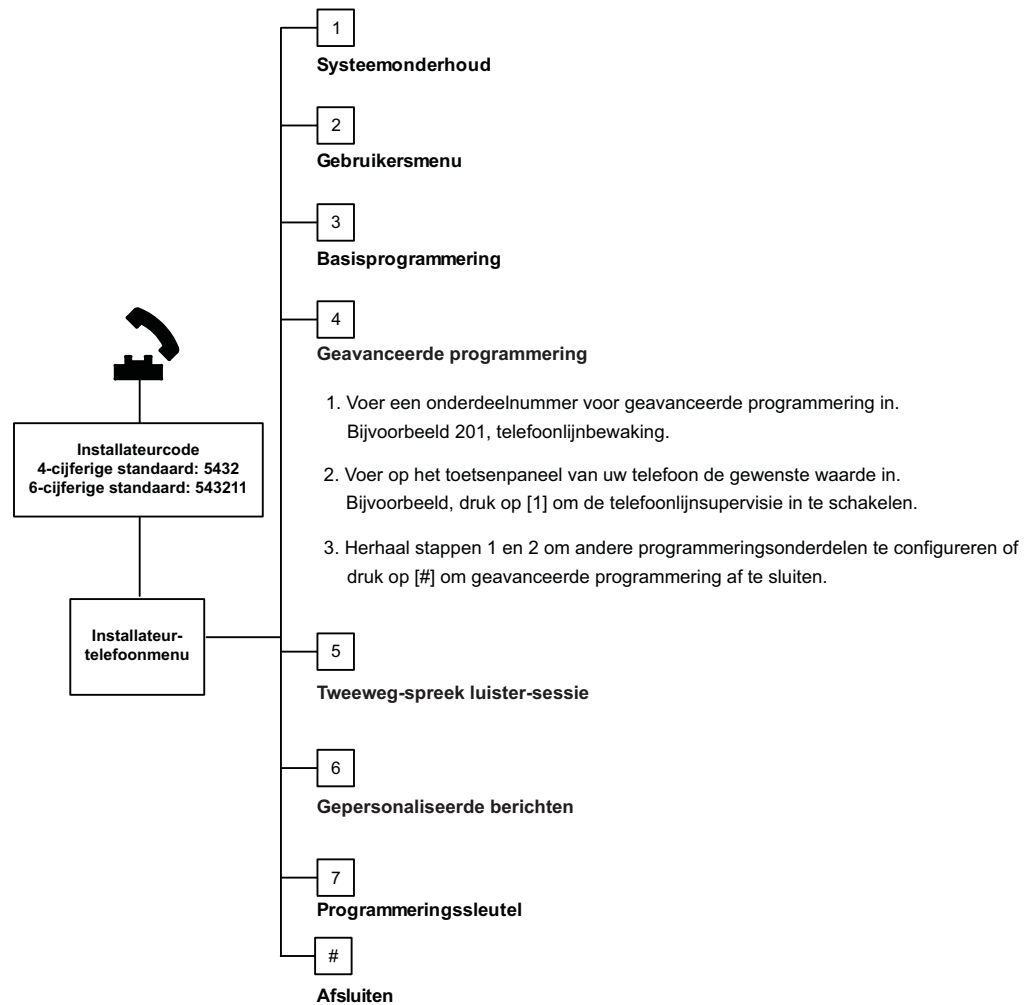 1
Systeemonderhoud
2
Gebruikersmenu
3
Basisprogrammering
4
Geavanceerde programmering
1. Voer een onderdeelnummer voor geavanceerde programmering in.
Bijvoorbeeld 201, telefoonlijnbewaking.
2. Voer op het toetsenpaneel van uw telefoon de gewenste waarde in.
Bijvoorbeeld, druk op [1] om de telefoonlijnsupervisie in te schakelen.
3. Herhaal stappen 1 en 2 om andere programmeringsonderdelen te configureren of
druk op [#] om geavanceerde programmering af te sluiten.
Installateurcode
4-cijferige standaard: 5432
6-cijferige standaard: 543211
Installateur-
telefoonmenu
5
Tweeweg-spreek luister-sessie
6
Gepersonaliseerde berichten
7
Programmeringssleutel
#
Afsluiten